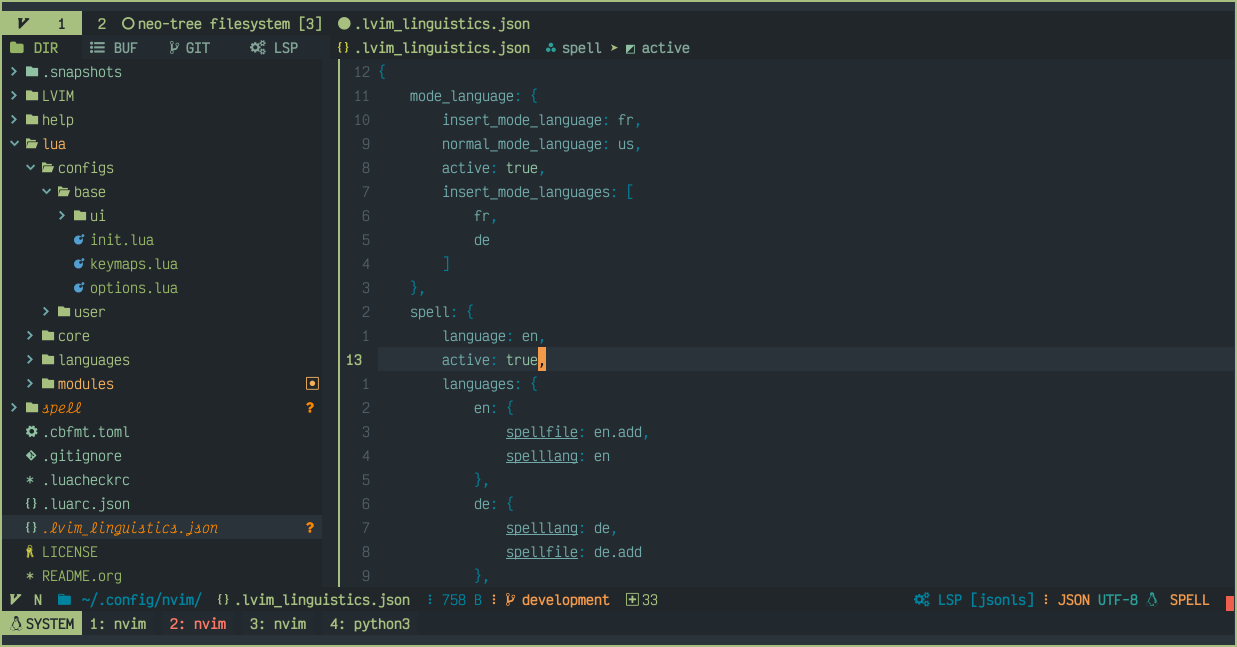 1 2 neo-tree filesystem [3] .lvim_linguistics.json
DIR BUF GIT LSP {} .lvim_linguistics.json spell ➤ active
.snapshots
LVIM
help
lua
configs
base
ui
init.lua
keymaps.lua
options.lua
user
core
languages
modules
spell ?
.cbfmt.toml
.gitignore
* .luacheckrc
{} .luarc.json
{} .lvim_linguistics.json ?
LICENSE
* README.org
12 {
11 mode_language: {
10 insert_mode_language: fr,
9 normal_mode_language: us,
8 active: true,
7 insert_mode_languages: [
6 fr,
5 de
4 ]
3 },
2 spell: {
1 language: en,
13 active: true,
1 languages: {
2 en: {
3 spellfile: en.add,
4 spelllang: en
5 },
6 de: {
7 spelllang: de,
8 spellfile: de.add
9 },
N ~/.config/nvim/ {} .lvim_linguistics.json 758 B development 33 LSP [jsonls] JSON UTF-8 SPELL
SYSTEM 1: nvim 2: nvim 3: nvim 4: python3